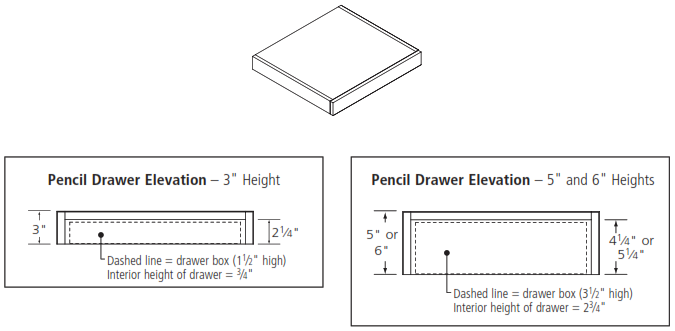 Pencil Drawer Elevation – 3" Height
3"
2¼"
Dashed line = drawer box (1½" high)
Interior height of drawer = ¾"
Pencil Drawer Elevation – 5" and 6" Heights
5" or
6"
4¼" or
5¼"
Dashed line = drawer box (3½" high)
Interior height of drawer = 2¾"